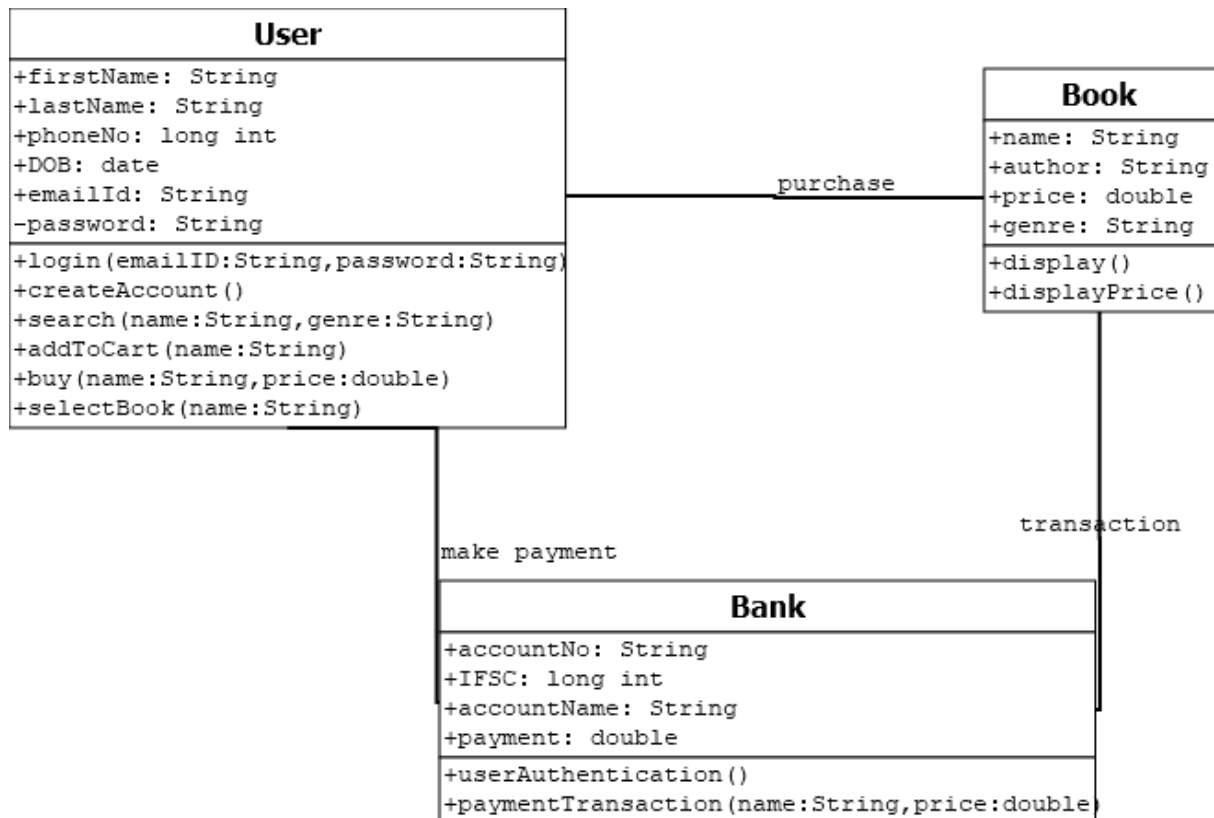 User
+firstName: String
+lastName: String
+phoneNo: long int
+DOB: date
+emailId: String
-password: String
+login(emailID:String,password:String)
+createAccount()
+search(name:String,genre:String)
+addToCart(name:String)
+buy(name:String,price:double)
+selectBook(name:String)
purchase
Book
+name: String
+author: String
+price: double
+genre: String
+display()
+displayPrice()
transaction
make payment
Bank
+accountNo: String
+IFSC: long int
+accountName: String
+payment: double
+userAuthentication()
+paymentTransaction(name:String,price:double)